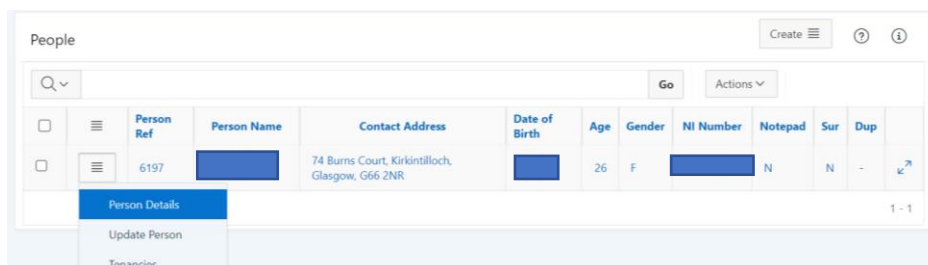 People
Create
Go
Actions
Person Ref
Person Name
Contact Address
Date of Birth
Age
Gender
NI Number
Notepad
Sur
Dup
6197
74 Burns Court, Kirkintilloch,
Glasgow, G66 2NR
26
F
N
N
-
Person Details
1 - 1
Update Person
Tenancies